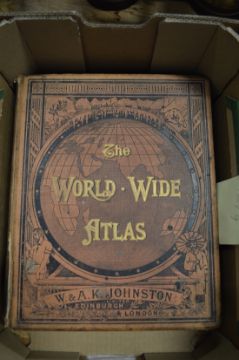 The
WORLD · WIDE
ATLAS
W. & A. K. JOHNSTON
EDINBURGH
& LONDON